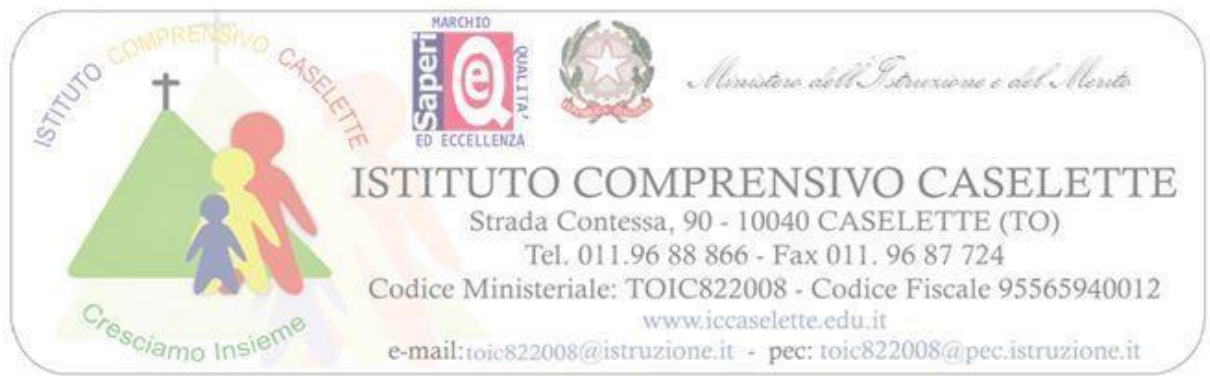 ISTITUTO COMPRENSIVO CASELETTE
Cresciamo Insieme
MARCHIO
Saperi
QUALITA'
ED ECCELLENZA
Ministero dell'Istruzione e del Merito
ISTITUTO COMPRENSIVO CASELETTE
Strada Contessa, 90 - 10040 CASELETTE (TO)
Tel. 011.96 88 866 - Fax 011. 96 87 724
Codice Ministeriale: TOIC822008 - Codice Fiscale 95565940012
www.iccaselette.edu.it
e-mail:toic822008@istruzione.it - pec: toic822008@pec.istruzione.it